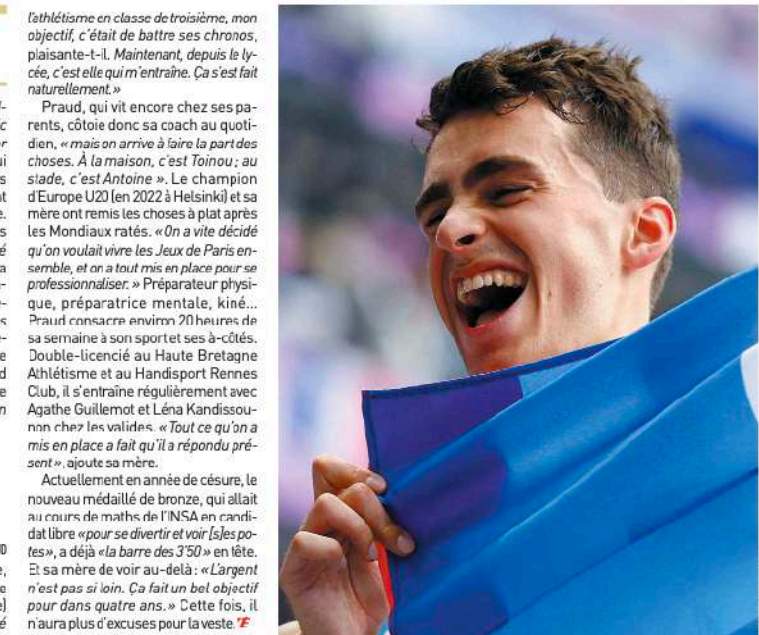 l'athlétisme en classe de troisième, mon
objectif, c'était de battre ses chronos,
plaisante-t-il. Maintenant, depuis le ly-
cée, c'est elle qui m'entraîne. Ça s'est fait
naturellement. »
Praud, qui vit encore chez ses pa-
rents, côtoie donc sa coach au quoti-
dien, « mais on arrive à faire la part des
choses. À la maison, c'est Toinou ; au
stade, c'est Antoine ». Le champion
d'Europe U20 (en 2022 à Helsinki) et sa
mère ont remis les choses à plat après
les Mondiaux ratés. « On a vite décidé
qu'on voulait vivre les Jeux de Paris en-
semble, et on a tout mis en place pour se
professionnaliser. » Préparateur physi-
que, préparatrice mentale, kiné...
Praud consacre environ 20 heures de
sa semaine à son sport et ses à-côtés.
Double-licencié au Haute Bretagne
Athlétisme et au Handisport Rennes
Club, il s'entraîne régulièrement avec
Agathe Guillemot et Léna Kandissou-
non chez les valides. « Tout ce qu'on a
mis en place a fait qu'il a répondu pré-
sent », ajoute sa mère.
Actuellement en année de césure, le
nouveau médaillé de bronze, qui allait
au cours de maths de l'INSA en candi-
dat libre « pour se divertir et voir [s]es po-
tes », a déjà « la barre des 3'50 » en tête.
Et sa mère de voir au-delà : « L'argent
n'est pas si loin. Ça fait un bel objectif
pour dans quatre ans. » Cette fois, il
n'aura plus d'excuses pour la veste. 'E